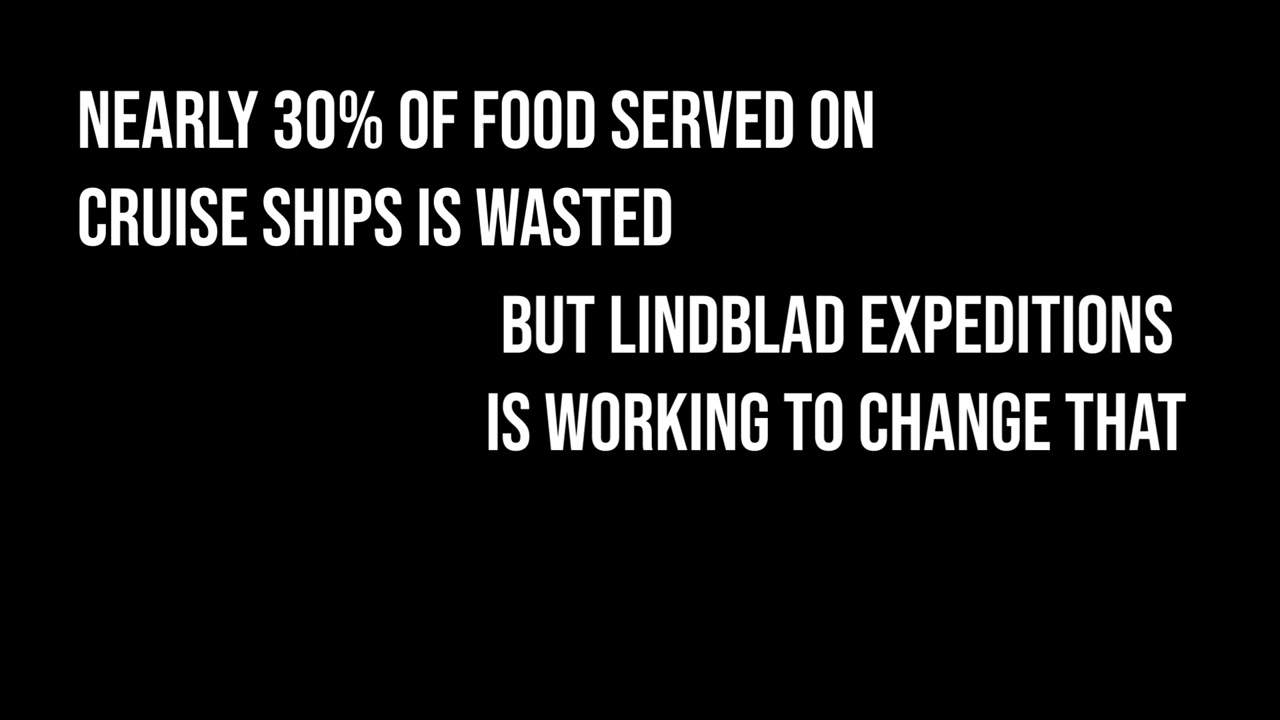 NEARLY 30% OF FOOD SERVED ON
CRUISE SHIPS IS WASTED
BUT LINDBLAD EXPEDITIONS
IS WORKING TO CHANGE THAT